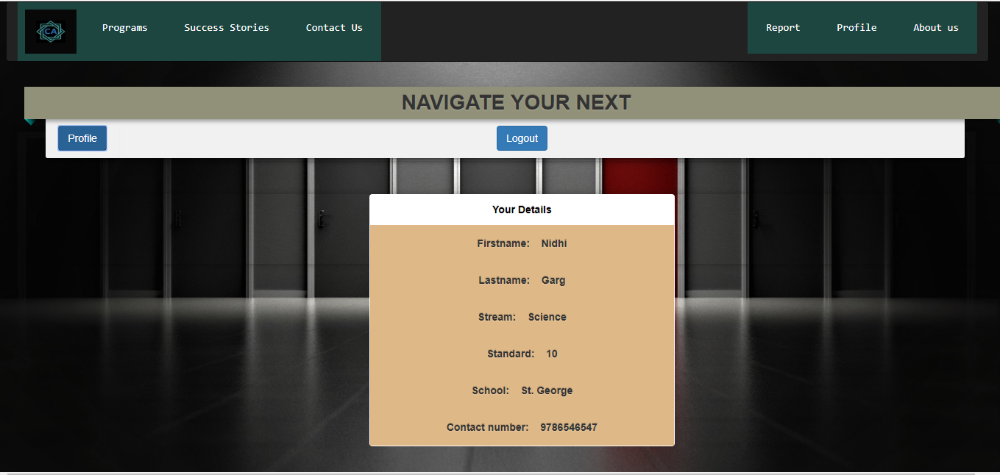 CA Programs Success Stories Contact Us Report Profile About us
NAVIGATE YOUR NEXT
Profile Logout
Your Details
Firstname: Nidhi
Lastname: Garg
Stream: Science
Standard: 10
School: St. George
Contact number: 9786546547